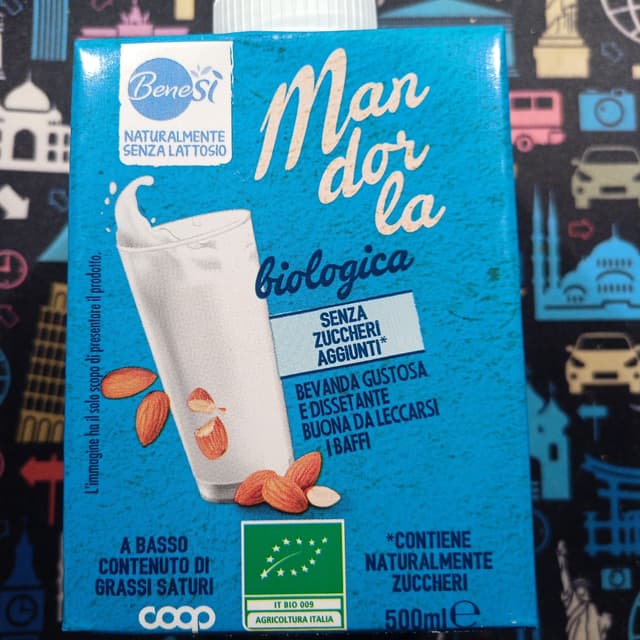 BeneSì
NATURALMENTE
SENZA LATTOSIO
Man
dor
la
biologica
SENZA
ZUCCHERI
AGGIUNTI*
BEVANDA GUSTOSA
E DISSETANTE
BUONA DA LECCARSI
I BAFFI
L'immagine ha il solo scopo di presentare il prodotto.
A BASSO
CONTENUTO DI
GRASSI SATURI
coop
IT BIO 009
AGRICOLTURA ITALIA
*CONTIENE
NATURALMENTE
ZUCCHERI
500ml e